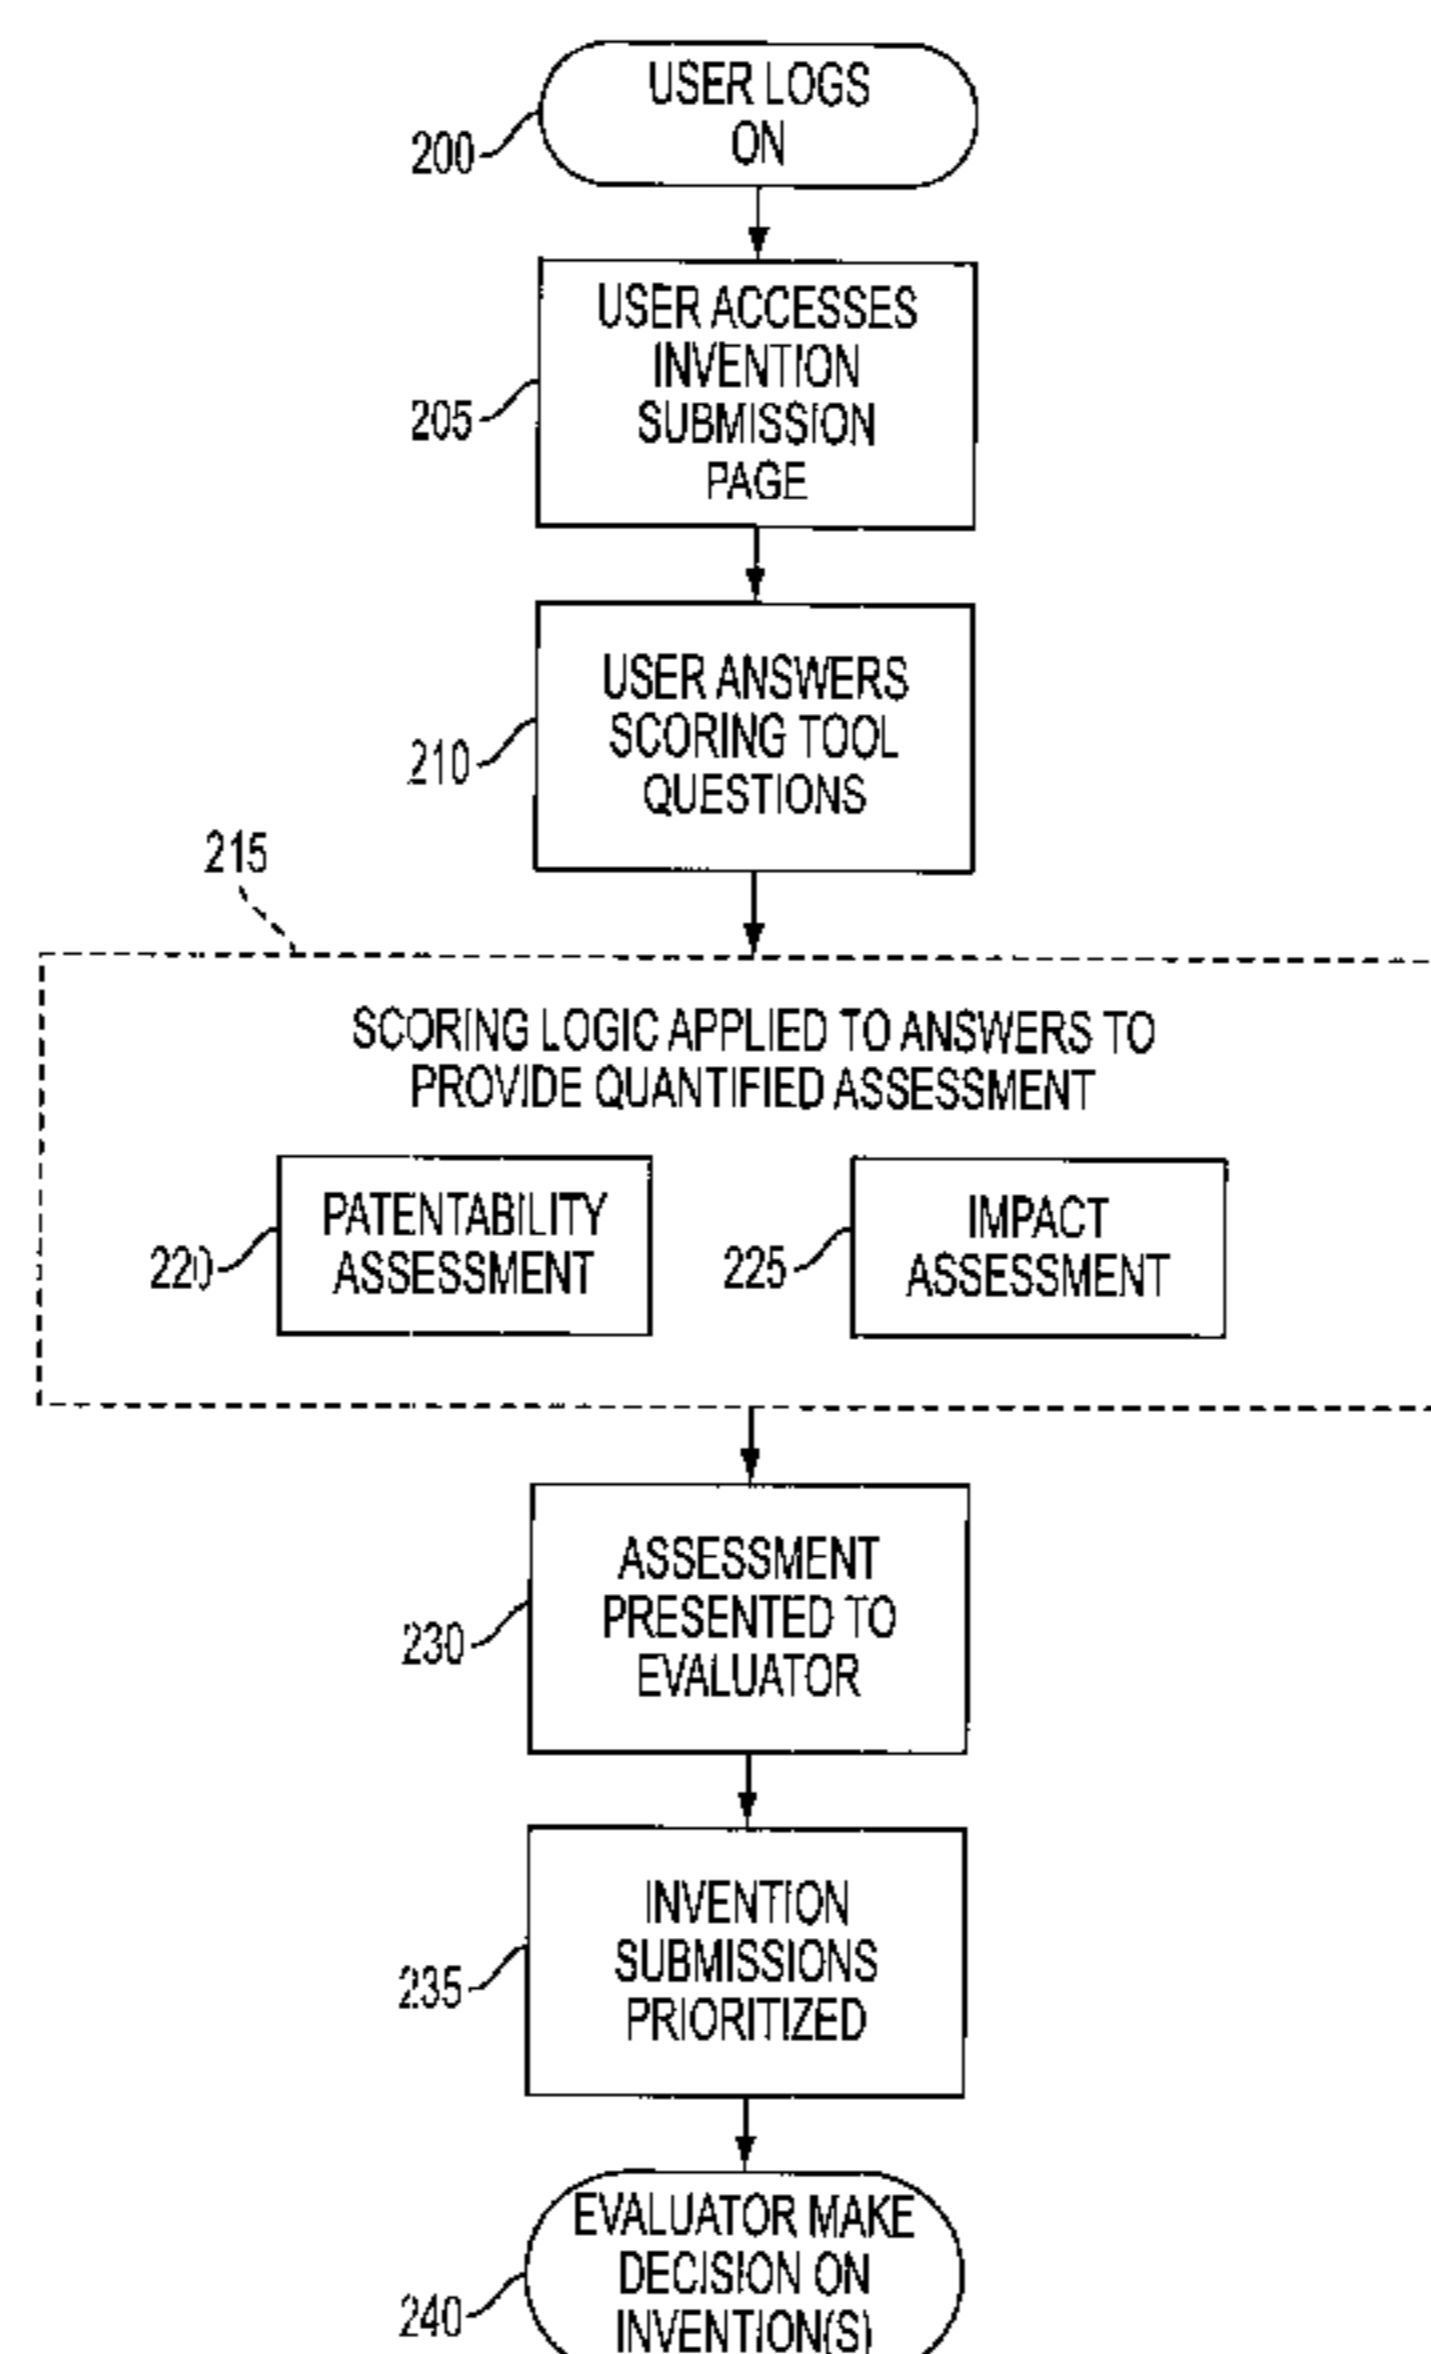 USER LOGS
ON
200
USER ACCESSES
INVENTION
SUBMISSION
PAGE
205
USER ANSWERS
SCORING TOOL
QUESTIONS
210
215
SCORING LOGIC APPLIED TO ANSWERS TO
PROVIDE QUANTIFIED ASSESSMENT
PATENTABILITY
ASSESSMENT
220
IMPACT
ASSESSMENT
225
ASSESSMENT
PRESENTED TO
EVALUATOR
230
INVENTION
SUBMISSIONS
PRIORITIZED
235
EVALUATOR MAKE
DECISION ON
INVENTION(S)
240